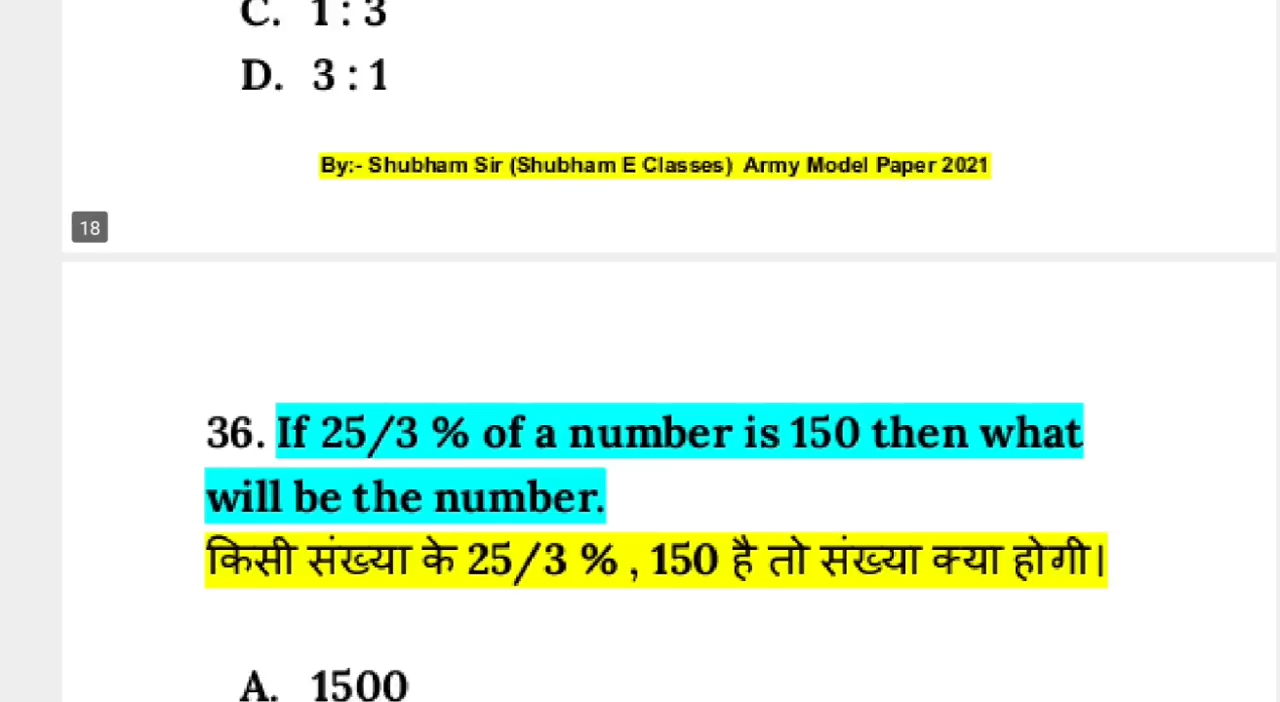 C. 1 : 3
D. 3 : 1
By:- Shubham Sir (Shubham E Classes) Army Model Paper 2021
18
36. If 25/3 % of a number is 150 then what
will be the number.
किसी संख्या के 25/3 % , 150 है तो संख्या क्या होगी।
A. 1500